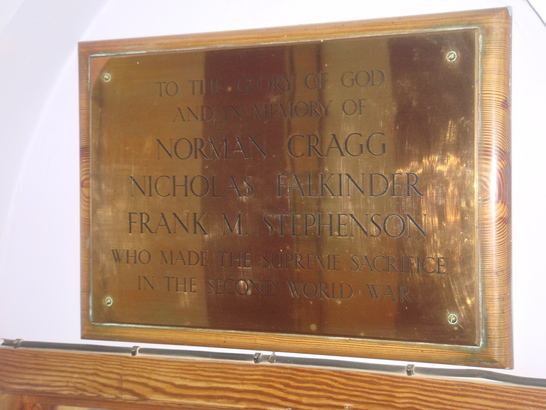 TO THE GLORY OF GOD
AND IN MEMORY OF
NORMAN CRAGG
NICHOLAS FALKINDER
FRANK M. STEPHENSON
WHO MADE THE SUPREME SACRIFICE
IN THE SECOND WORLD WAR